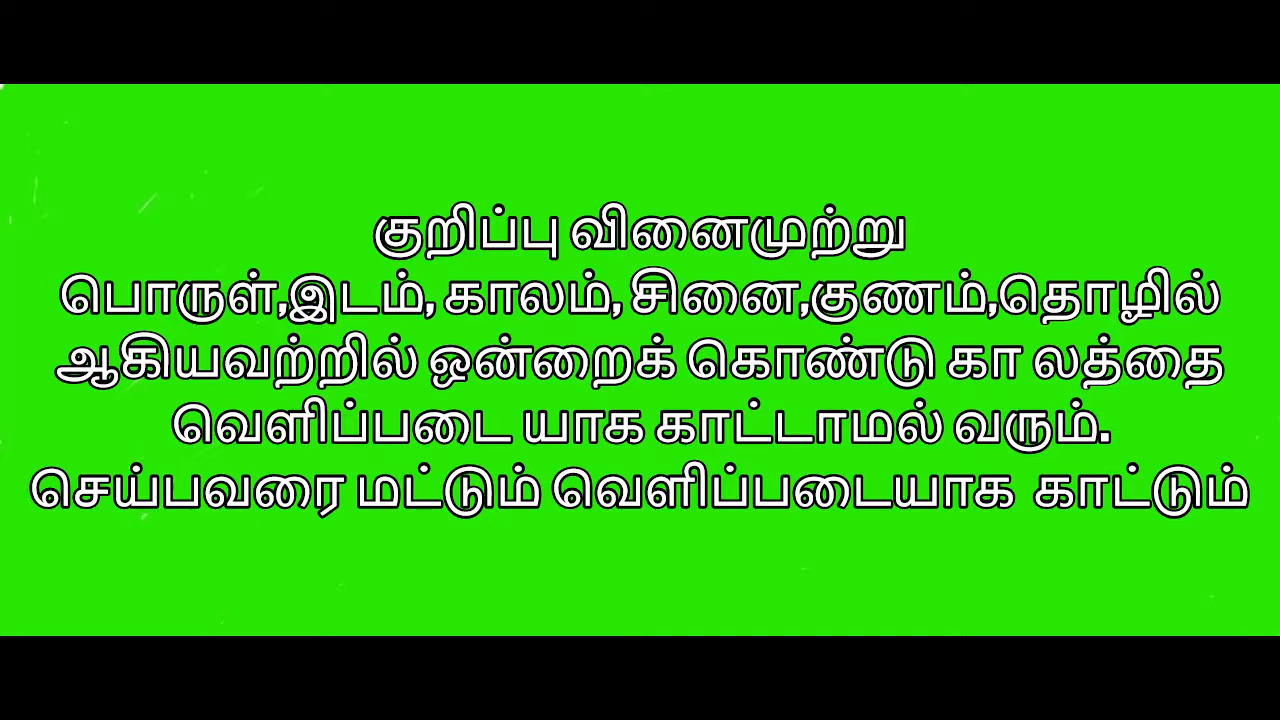 குறிப்பு வினைமுற்று
பொருள்,இடம், காலம், சினை,குணம்,தொழில்
ஆகியவற்றில் ஒன்றைக் கொண்டு கா லத்தை
வெளிப்படை யாக காட்டாமல் வரும்.
செய்பவரை மட்டும் வெளிப்படையாக காட்டும்